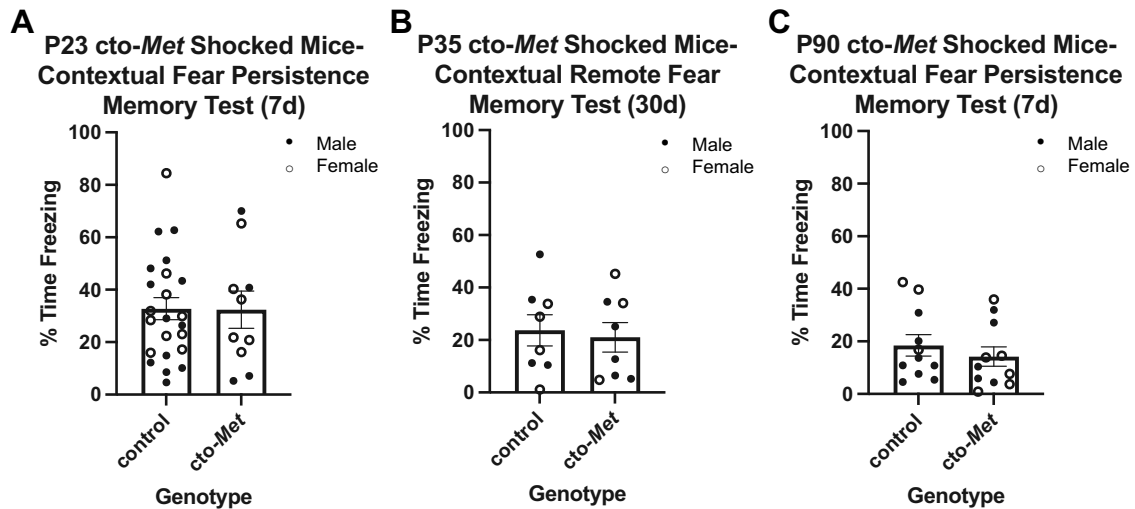 A
P23 cto-Met Shocked Mice-
Contextual Fear Persistence
Memory Test (7d)
100
80
60
40
20
0
% Time Freezing
Male
Female
control
cto-Met
Genotype
B
P35 cto-Met Shocked Mice-
Contextual Remote Fear
Memory Test (30d)
100
80
60
40
20
0
% Time Freezing
Male
Female
control
cto-Met
Genotype
C
P90 cto-Met Shocked Mice-
Contextual Fear Persistence
Memory Test (7d)
100
80
60
40
20
0
% Time Freezing
Male
Female
control
cto-Met
Genotype